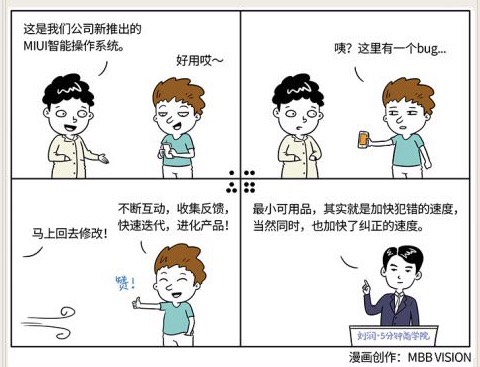 这是我们公司新推出的
MIUI智能操作系统。
好用哎～
咦？这里有一个bug...
马上回去修改！
不断互动，收集反馈，
快速迭代，进化产品！
赞！
最小可用品，其实就是加快犯错的速度，
当然同时，也加快了纠正的速度。
刘润·5分钟商学院
漫画创作：MBB VISION